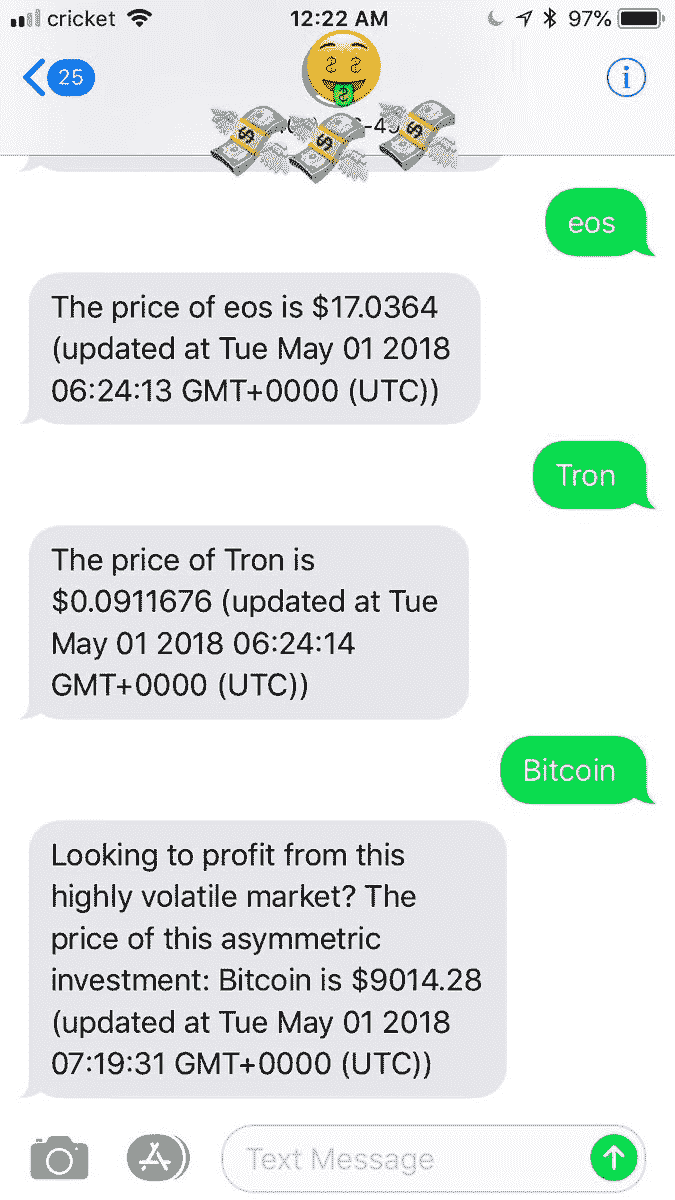 cricket 12:22 AM 97%
25
eos
The price of eos is $17.0364
(updated at Tue May 01 2018
06:24:13 GMT+0000 (UTC))
Tron
The price of Tron is
$0.0911676 (updated at Tue
May 01 2018 06:24:14
GMT+0000 (UTC))
Bitcoin
Looking to profit from this
highly volatile market? The
price of this asymmetric
investment: Bitcoin is $9014.28
(updated at Tue May 01 2018
07:19:31 GMT+0000 (UTC))
Text Message